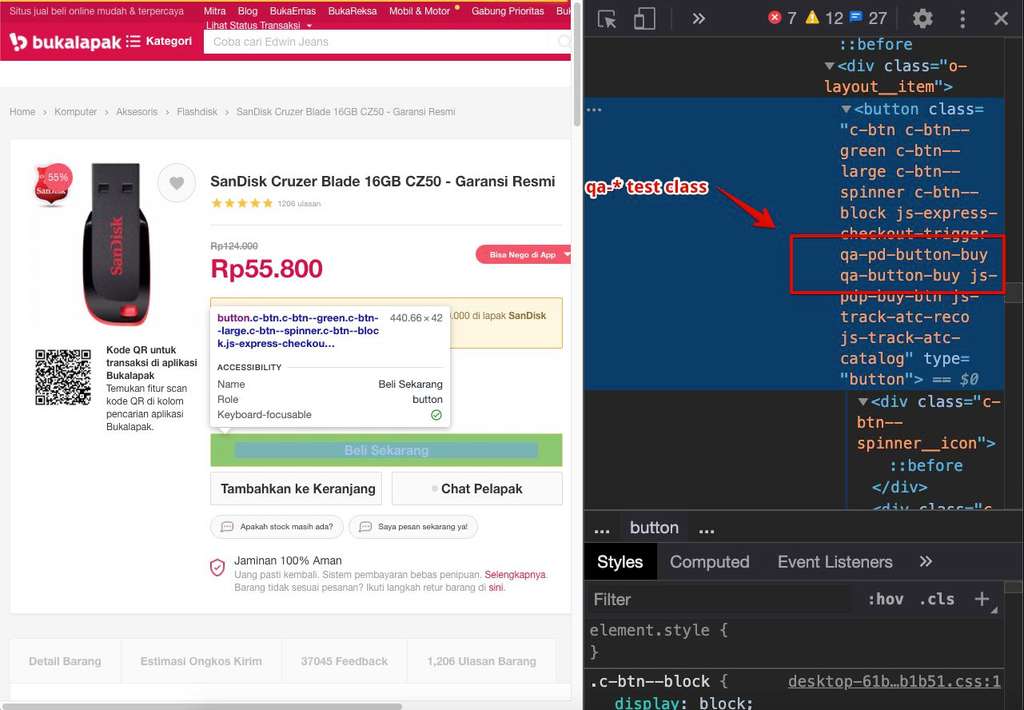 Situs jual beli online mudah & terpercaya
Mitra Blog BukaEmas BukaReksa Mobil & Motor Gabung Prioritas Buk
Lihat Status Transaksi
bukalapak Kategori
Coba cari Edwin Jeans
Home > Komputer > Aksesoris > Flashdisk > SanDisk Cruzer Blade 16GB CZ50 - Garansi Resmi
55%
SanDisk
SanDisk
SanDisk Cruzer Blade 16GB CZ50 - Garansi Resmi
1206 ulasan
Rp124.000
Rp55.800
Bisa Nego di App
.000 di lapak SanDisk
button.c-btn.c-btn--green.c-btn-
-large.c-btn--spinner.c-btn--bloc
k.js-express-checkou…
440.66 × 42
ACCESSIBILITY
Name Beli Sekarang
Role button
Keyboard-focusable
Kode QR untuk
transaksi di aplikasi
Bukalapak
Temukan fitur scan
kode QR di kolom
pencarian aplikasi
Bukalapak.
Beli Sekarang
Tambahkan ke Keranjang
Chat Pelapak
Apakah stock masih ada?
Saya pesan sekarang ya!
Jaminan 100% Aman
Uang pasti kembali. Sistem pembayaran bebas penipuan. Selengkapnya.
Barang tidak sesuai pesanan? Ikuti langkah retur barang di sini.
Detail Barang
Estimasi Ongkos Kirim
37045 Feedback
1,206 Ulasan Barang
7 12 27
::before
<div class="o-
layout__item">
…
<button class=
"c-btn c-btn--
green c-btn--
large c-btn--
spinner c-btn--
block js-express-
checkout-trigger
qa-pd-button-buy
qa-button-buy js-
pdp-buy-btn js-
track-atc-reco
js-track-atc-
catalog" type=
"button"> == $0
qa-* test class
<div class="c-
btn--
spinner__icon">
::before
</div>
<div class="c-
… button …
Styles Computed Event Listeners
Filter
:hov .cls +
element.style {
}
.c-btn--block {
desktop-61b…b1b51.css:1
display: block;